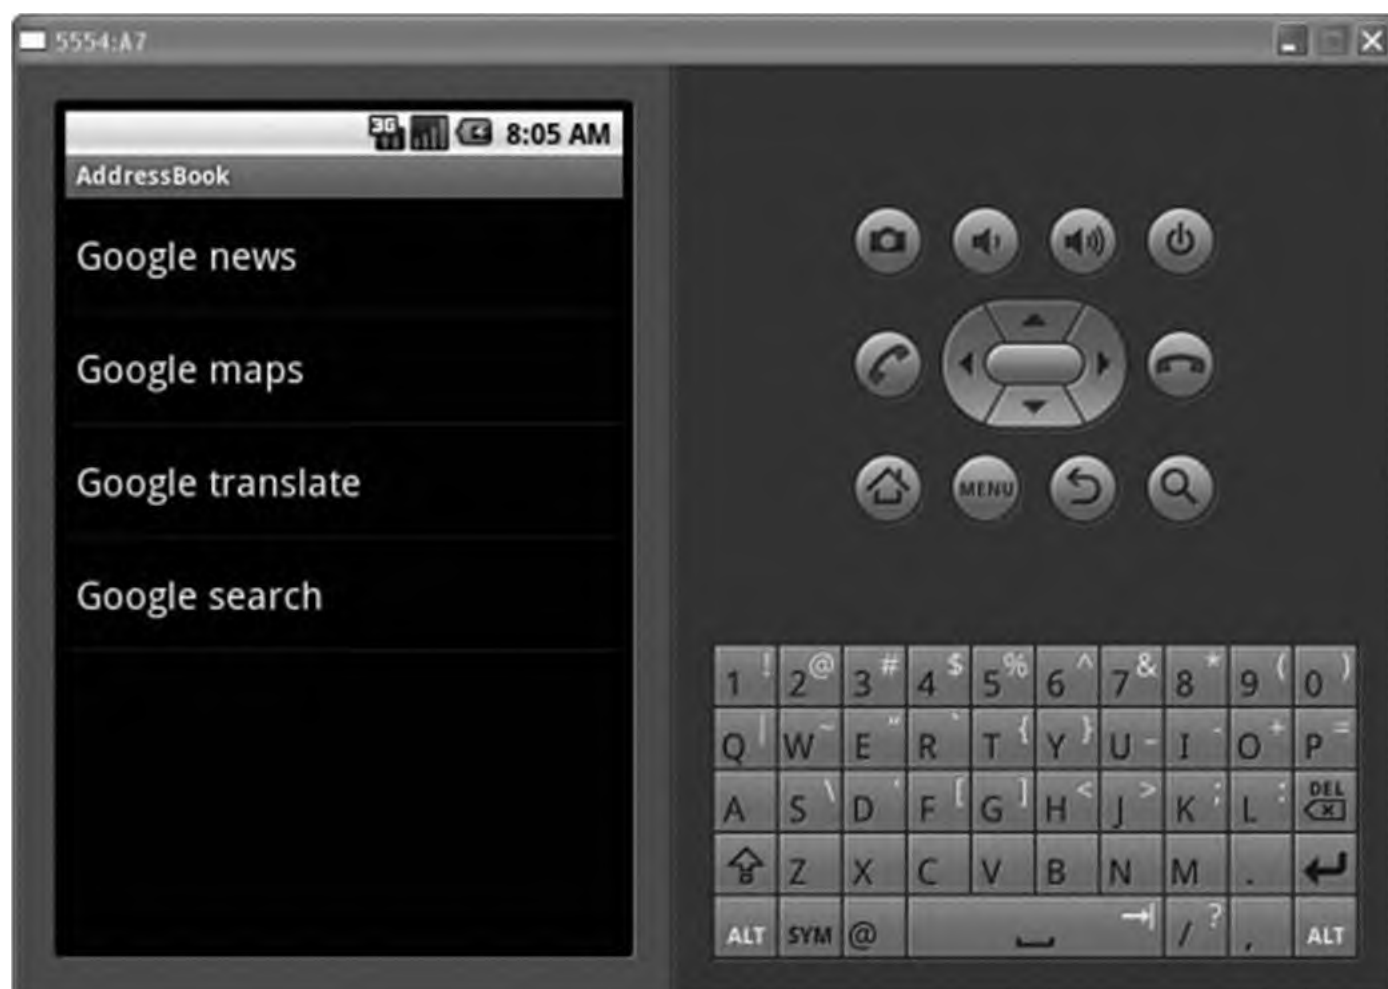 5554:A7
3G 8:05 AM
AddressBook
Google news
Google maps
Google translate
Google search
MENU
1 ! 2 @ 3 # 4 $ 5 % 6 ^ 7 & 8 * 9 ( 0 )
Q | W ~ E " R ` T { Y } U _ I - O + P =
A S \ D ' F [ G ] H < J > K ; L : DEL
Z X C V B N M .
ALT SYM @ / ? , ALT